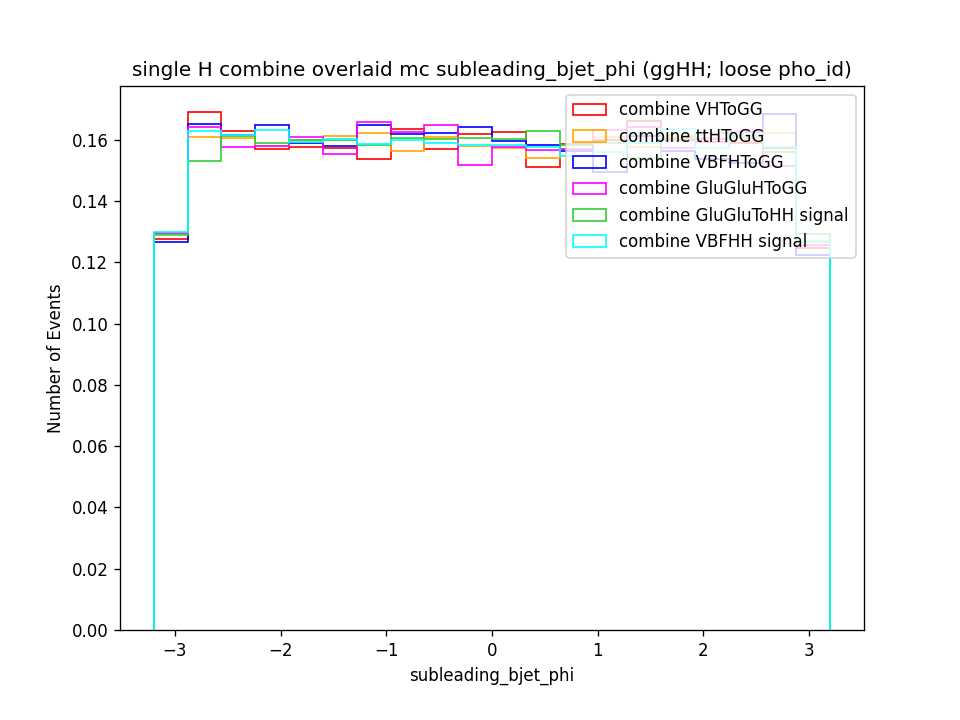 single H combine overlaid mc subleading_bjet_phi (ggHH; loose pho_id)
combine VHToGG
combine ttHToGG
combine VBFHToGG
combine GluGluHToGG
combine GluGluToHH signal
combine VBFHH signal
Number of Events
0.16
0.14
0.12
0.10
0.08
0.06
0.04
0.02
0.00
−3
−2
−1
0
1
2
3
subleading_bjet_phi